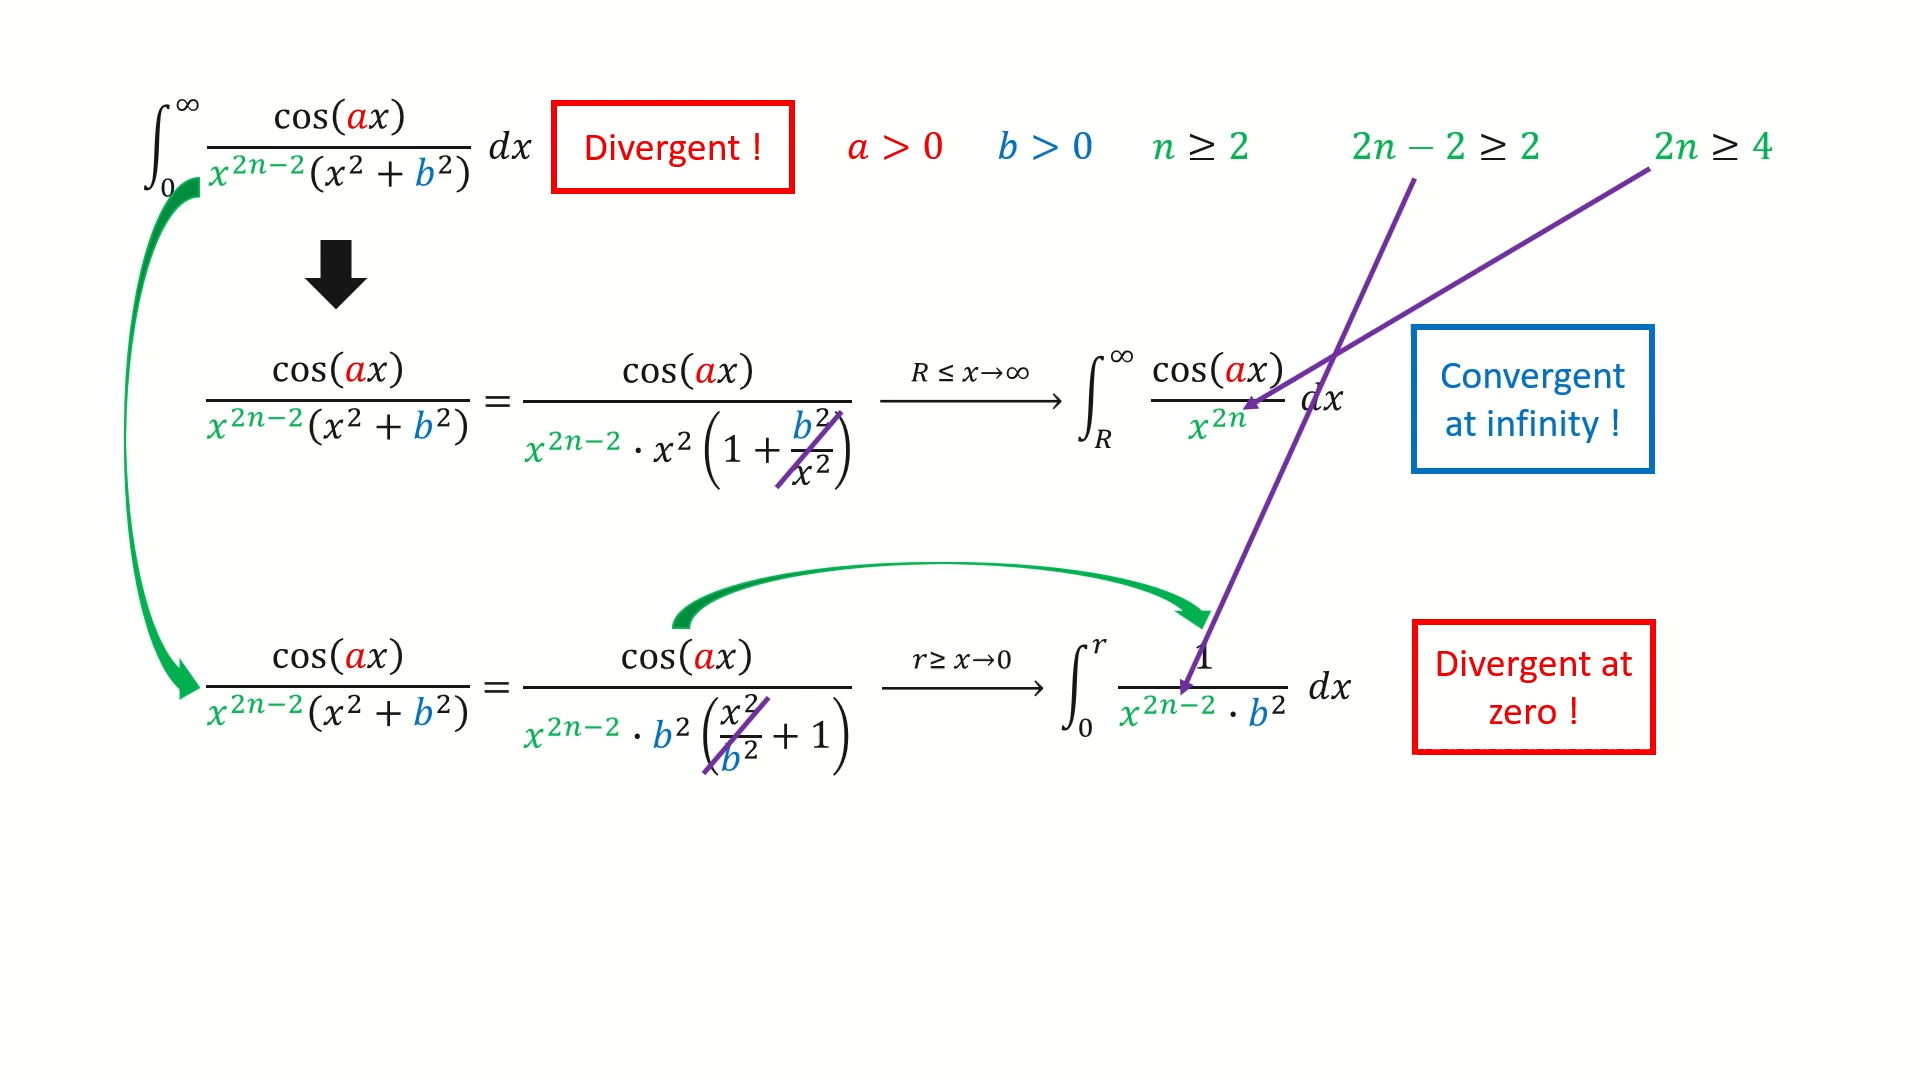 ∫₀^∞ cos(ax) / (x^{2n−2}(x² + b²)) dx Divergent ! a > 0 b > 0 n ≥ 2 2n − 2 ≥ 2 2n ≥ 4
cos(ax) / (x^{2n−2}(x² + b²)) = cos(ax) / (x^{2n−2} · x² (1 + b²/x²)) R ≤ x→∞ ∫_R^∞ cos(ax) / x^{2n} dx
Convergent
at infinity !
cos(ax) / (x^{2n−2}(x² + b²)) = cos(ax) / (x^{2n−2} · b² (x²/b² + 1)) r ≥ x→0 ∫₀^r 1 / (x^{2n−2} · b²) dx
Divergent at
zero !